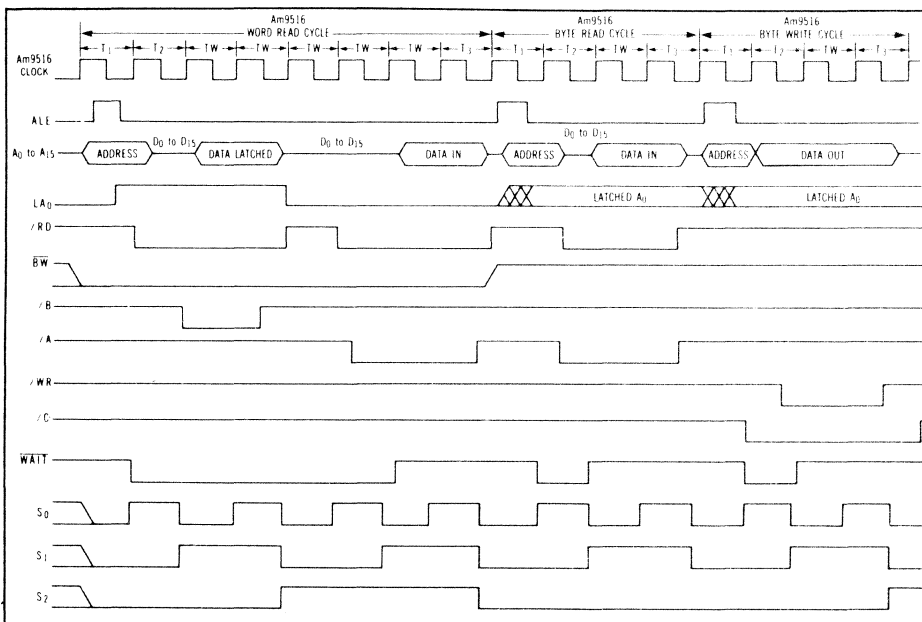 Am9516 Am9516 Am9516
WORD READ CYCLE BYTE READ CYCLE BYTE WRITE CYCLE
T1 T2 TW TW TW TW TW T3 T1 T2 TW T3 T1 T2 TW T3
Am9516
CLOCK
ALE
A0 to A15 ADDRESS D0 to D15 DATA LATCHED D0 to D15 DATA IN ADDRESS D0 to D15 DATA IN ADDRESS DATA OUT
LA0 LATCHED A0 LATCHED A0
/RD
BW
/B
/A
/WR
/C
WAIT
S0
S1
S2